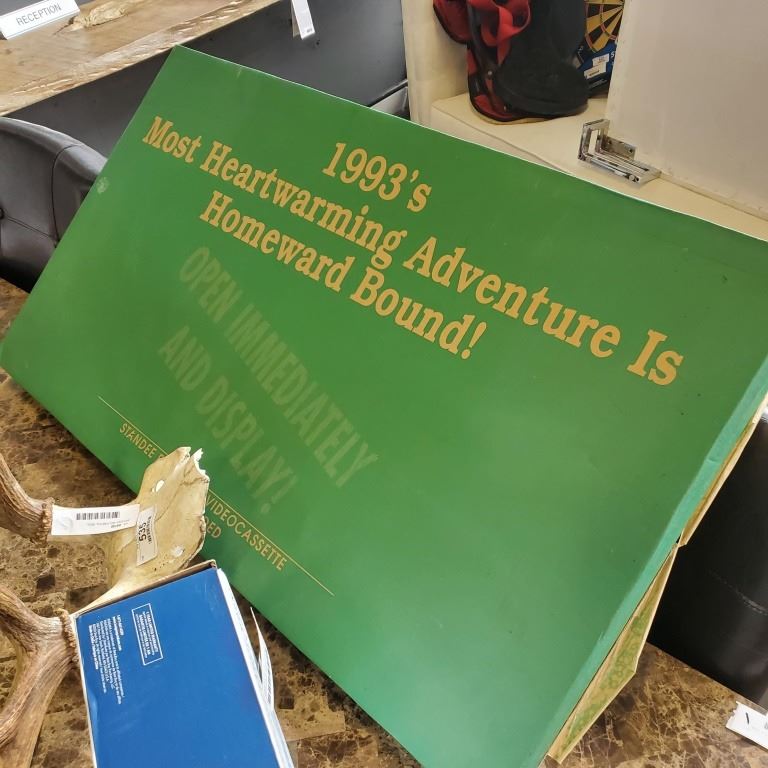 RECEPTION
1993's
Most Heartwarming Adventure Is
Homeward Bound!
OPEN IMMEDIATELY
AND DISPLAY!
STANDEE
VIDEOCASSETTE